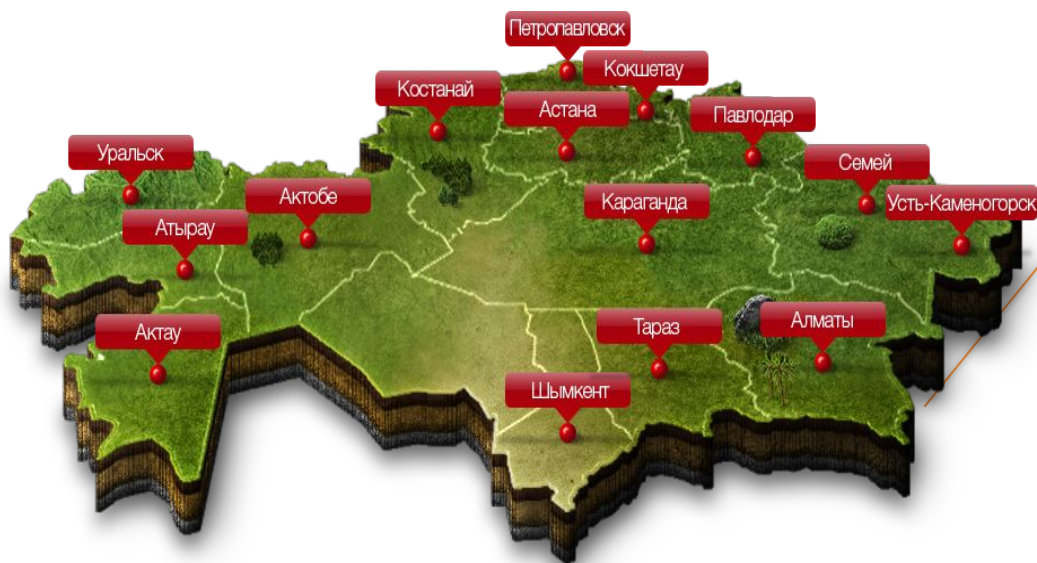 Петропавловск
Кокшетау
Костанай
Астана
Павлодар
Уральск
Семей
Актобе
Караганда
Усть-Каменогорск
Атырау
Актау
Тараз
Алматы
Шымкент